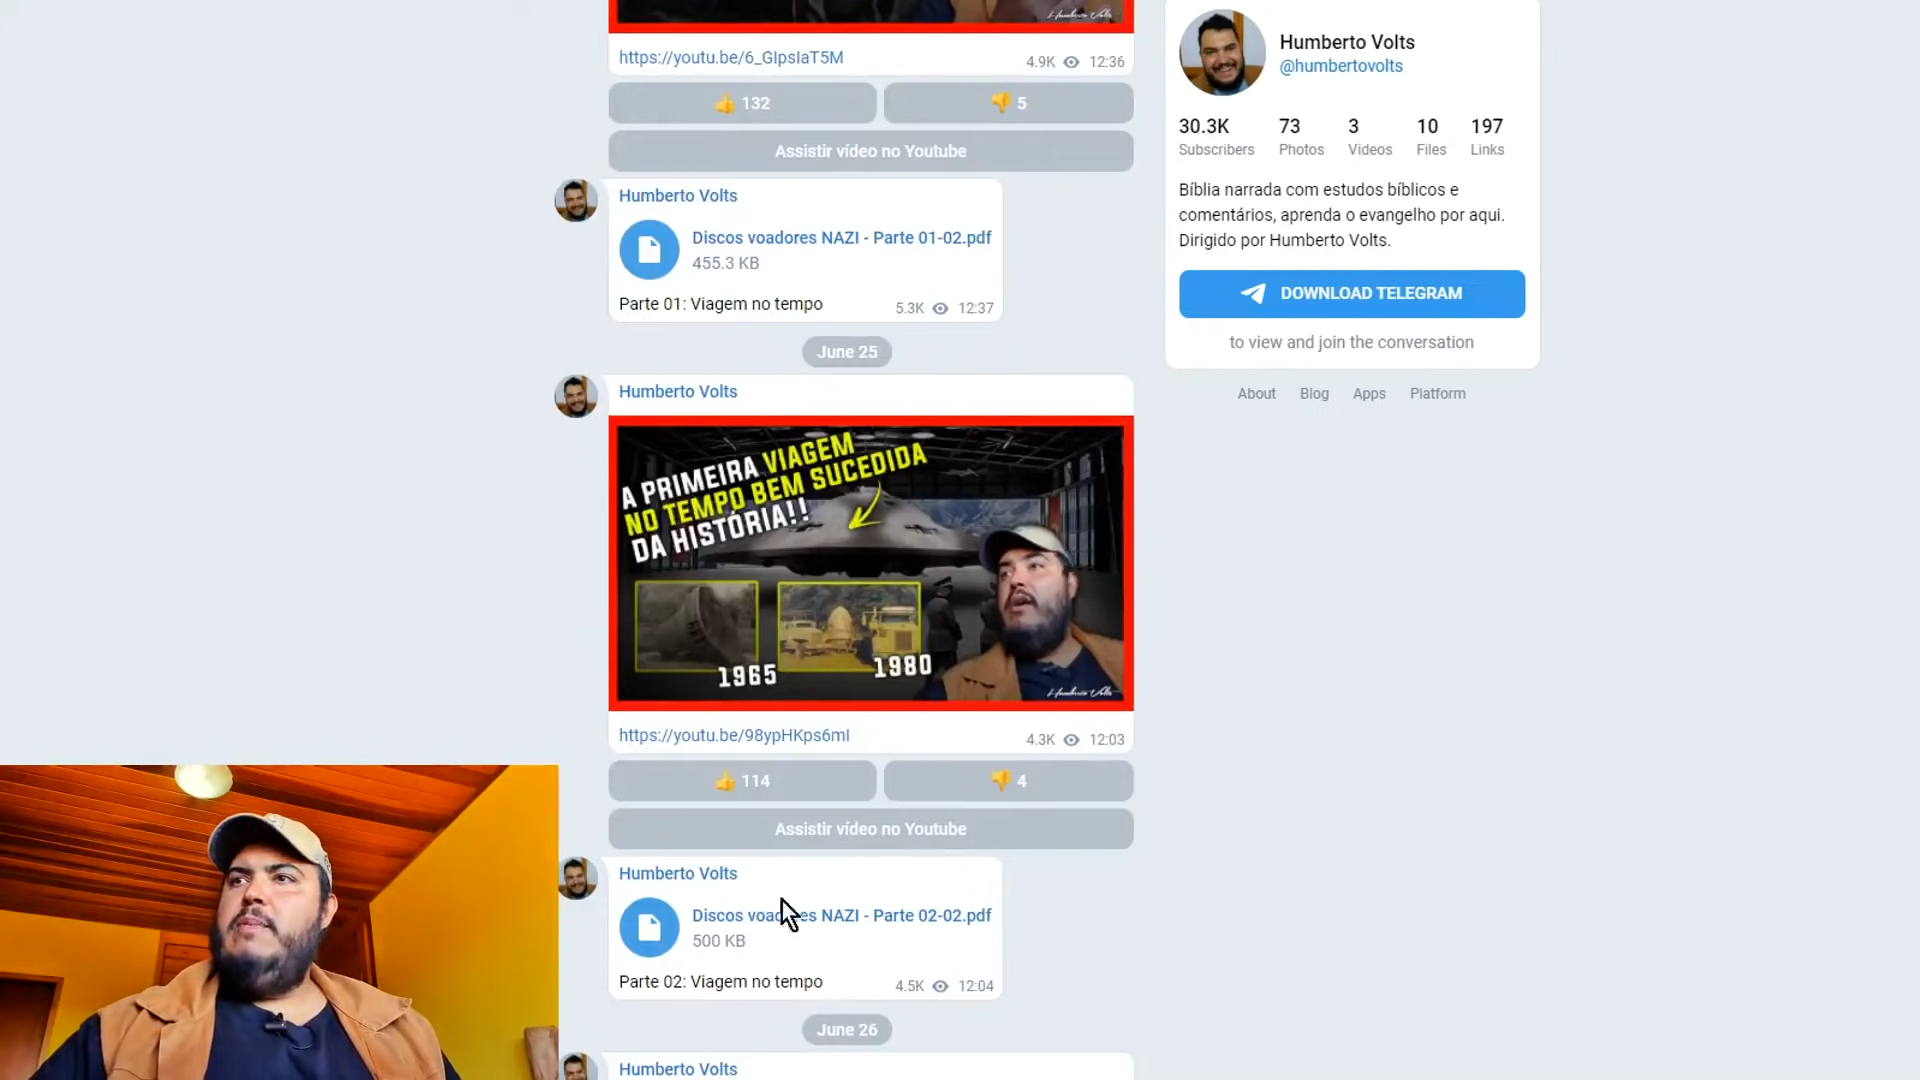 Humberto Volts
https://youtu.be/6_GIpsIaT5M
4.9K 12:36
👍 132
👎 5
Assistir vídeo no Youtube
Humberto Volts
Discos voadores NAZI - Parte 01-02.pdf
455.3 KB
Parte 01: Viagem no tempo
5.3K 12:37
June 25
Humberto Volts
A PRIMEIRA VIAGEM
NO TEMPO BEM SUCEDIDA
DA HISTÓRIA!!
1965
1980
Humberto Volts
https://youtu.be/98ypHKps6mI
4.3K 12:03
👍 114
👎 4
Assistir vídeo no Youtube
Humberto Volts
Discos voadores NAZI - Parte 02-02.pdf
500 KB
Parte 02: Viagem no tempo
4.5K 12:04
June 26
Humberto Volts
Humberto Volts
@humbertovolts
30.3K 73 3 10 197
Subscribers Photos Videos Files Links
Bíblia narrada com estudos bíblicos e
comentários, aprenda o evangelho por aqui.
Dirigido por Humberto Volts.
DOWNLOAD TELEGRAM
to view and join the conversation
About Blog Apps Platform